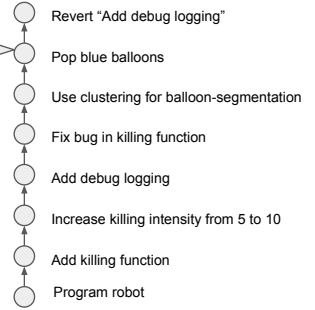 Revert “Add debug logging”
Pop blue balloons
Use clustering for balloon-segmentation
Fix bug in killing function
Add debug logging
Increase killing intensity from 5 to 10
Add killing function
Program robot